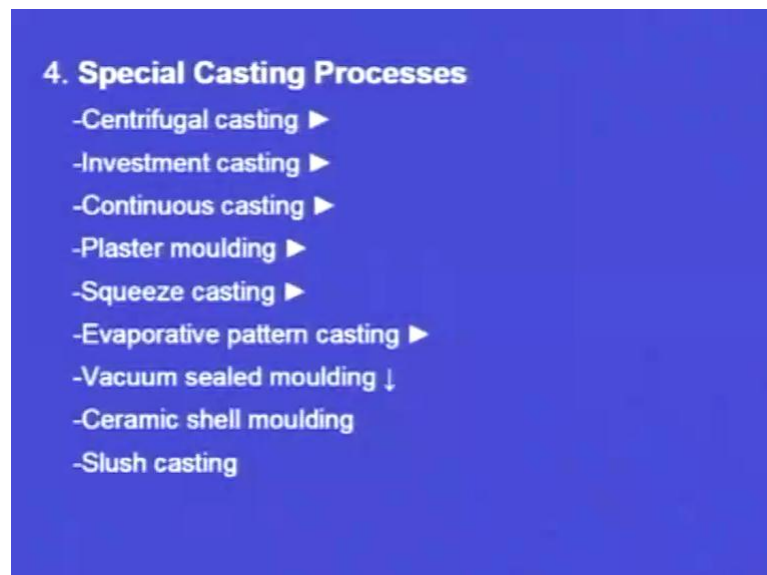 4. Special Casting Processes
-Centrifugal casting ►
-Investment casting ►
-Continuous casting ►
-Plaster moulding ►
-Squeeze casting ►
-Evaporative pattern casting ►
-Vacuum sealed moulding ↓
-Ceramic shell moulding
-Slush casting